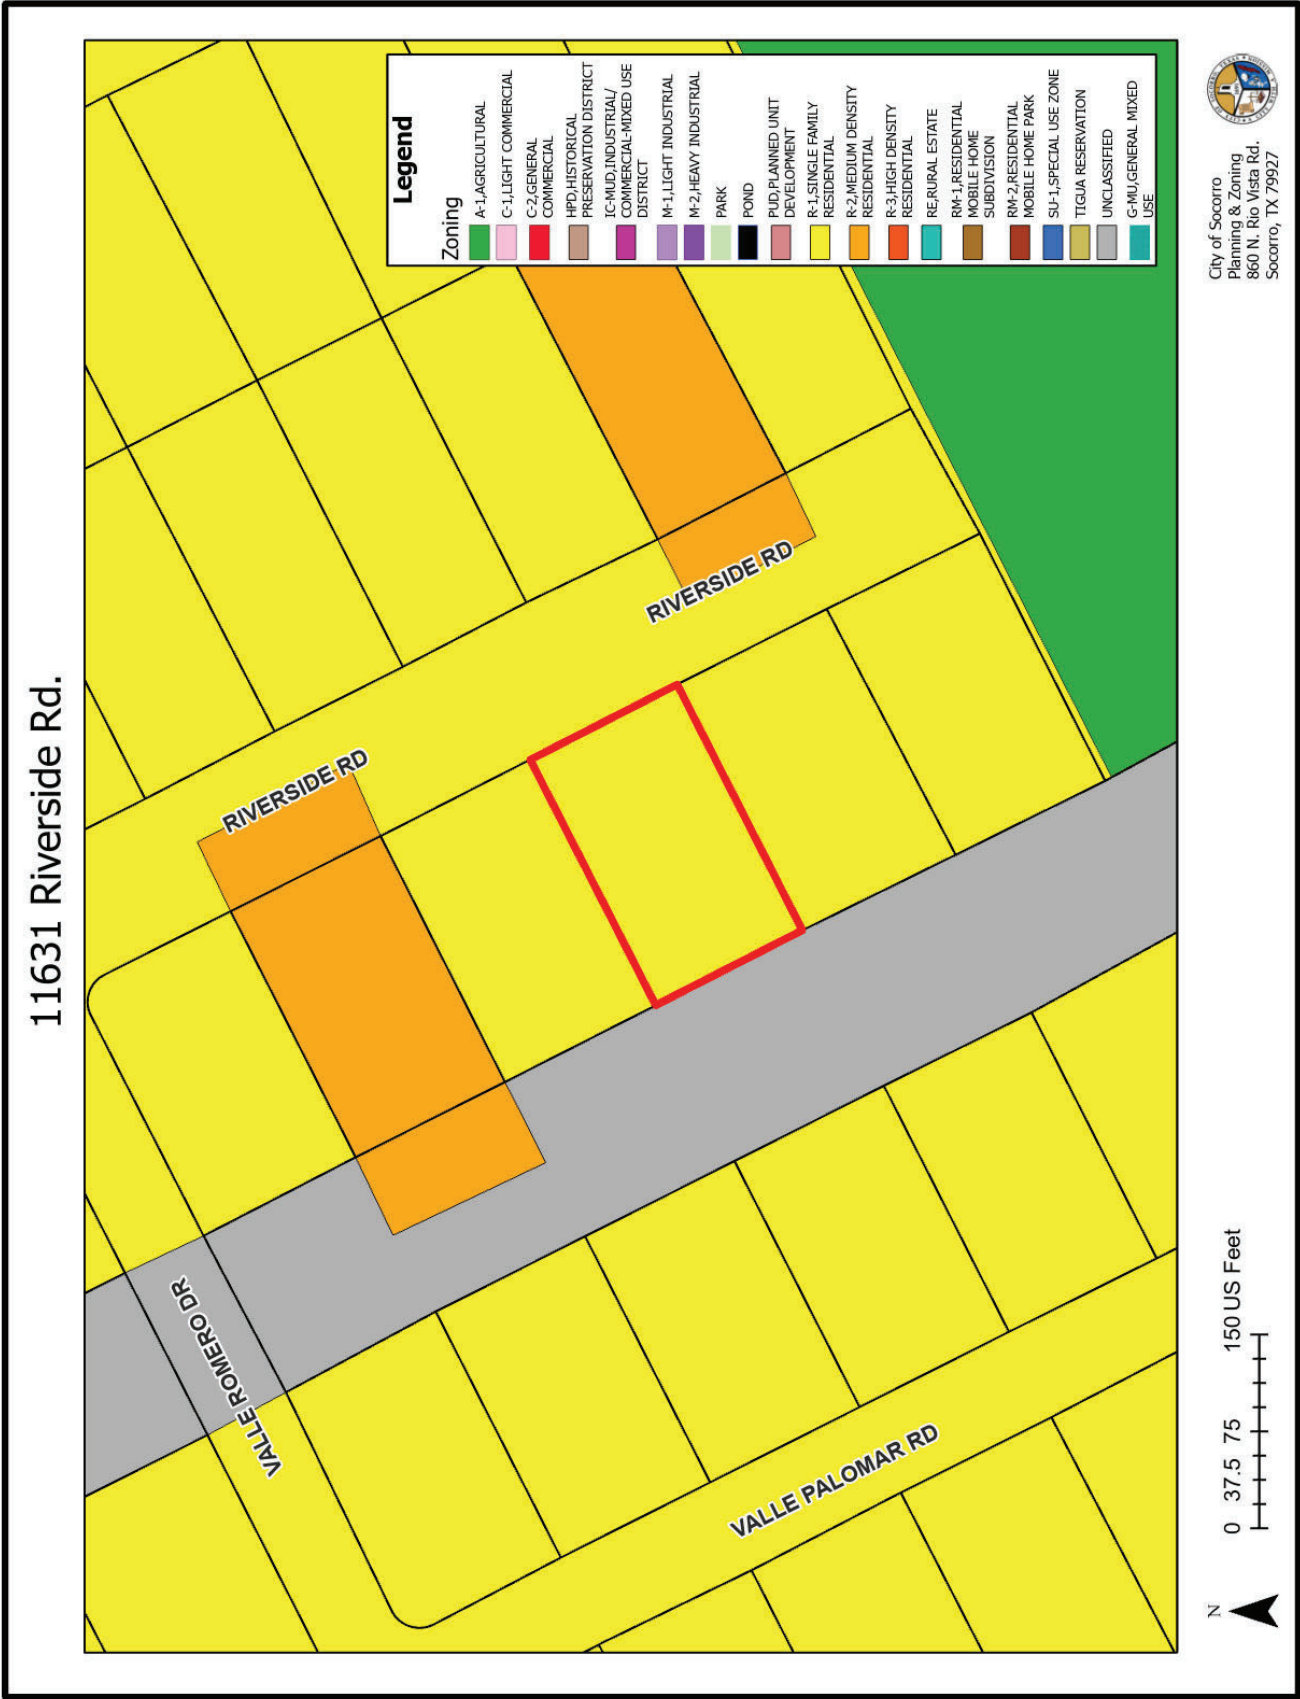 11631 Riverside Rd.
RIVERSIDE RD
RIVERSIDE RD
VALLE ROMERO DR
VALLE PALOMAR RD
Legend
Zoning
A-1,AGRICULTURAL
C-1,LIGHT COMMERCIAL
C-2,GENERAL
COMMERCIAL
HPD,HISTORICAL
PRESERVATION DISTRICT
IC-MUD,INDUSTRIAL/
COMMERCIAL-MIXED USE
DISTRICT
M-1,LIGHT INDUSTRIAL
M-2,HEAVY INDUSTRIAL
PARK
POND
PUD,PLANNED UNIT
DEVELOPMENT
R-1,SINGLE FAMILY
RESIDENTIAL
R-2,MEDIUM DENSITY
RESIDENTIAL
R-3,HIGH DENSITY
RESIDENTIAL
RE,RURAL ESTATE
RM-1,RESIDENTIAL
MOBILE HOME
SUBDIVISION
RM-2,RESIDENTIAL
MOBILE HOME PARK
SU-1,SPECIAL USE ZONE
TIGUA RESERVATION
UNCLASSIFIED
G-MU,GENERAL MIXED
USE
N
0 37.5 75 150 US Feet
City of Socorro
Planning & Zoning
860 N. Rio Vista Rd.
Socorro, TX 79927